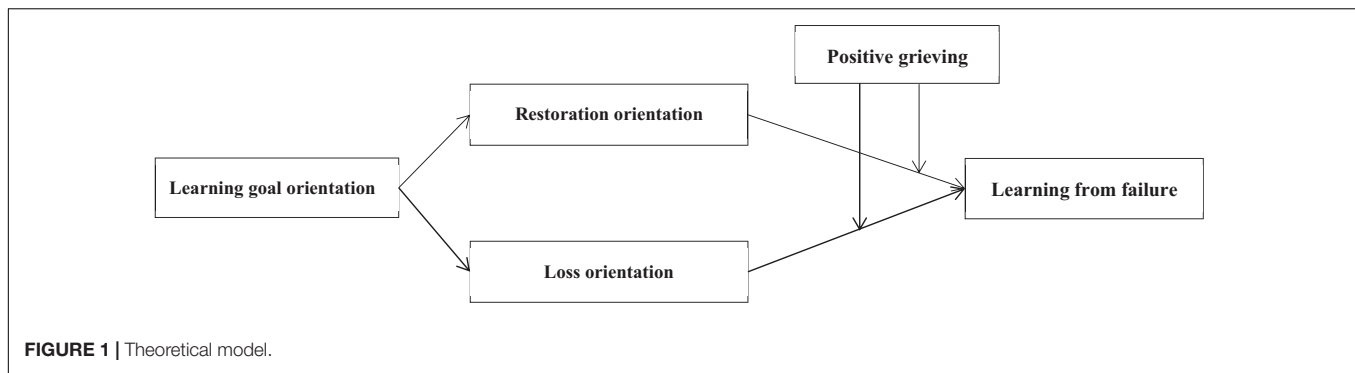 Positive grieving
Restoration orientation
Learning goal orientation
Learning from failure
Loss orientation
FIGURE 1 | Theoretical model.